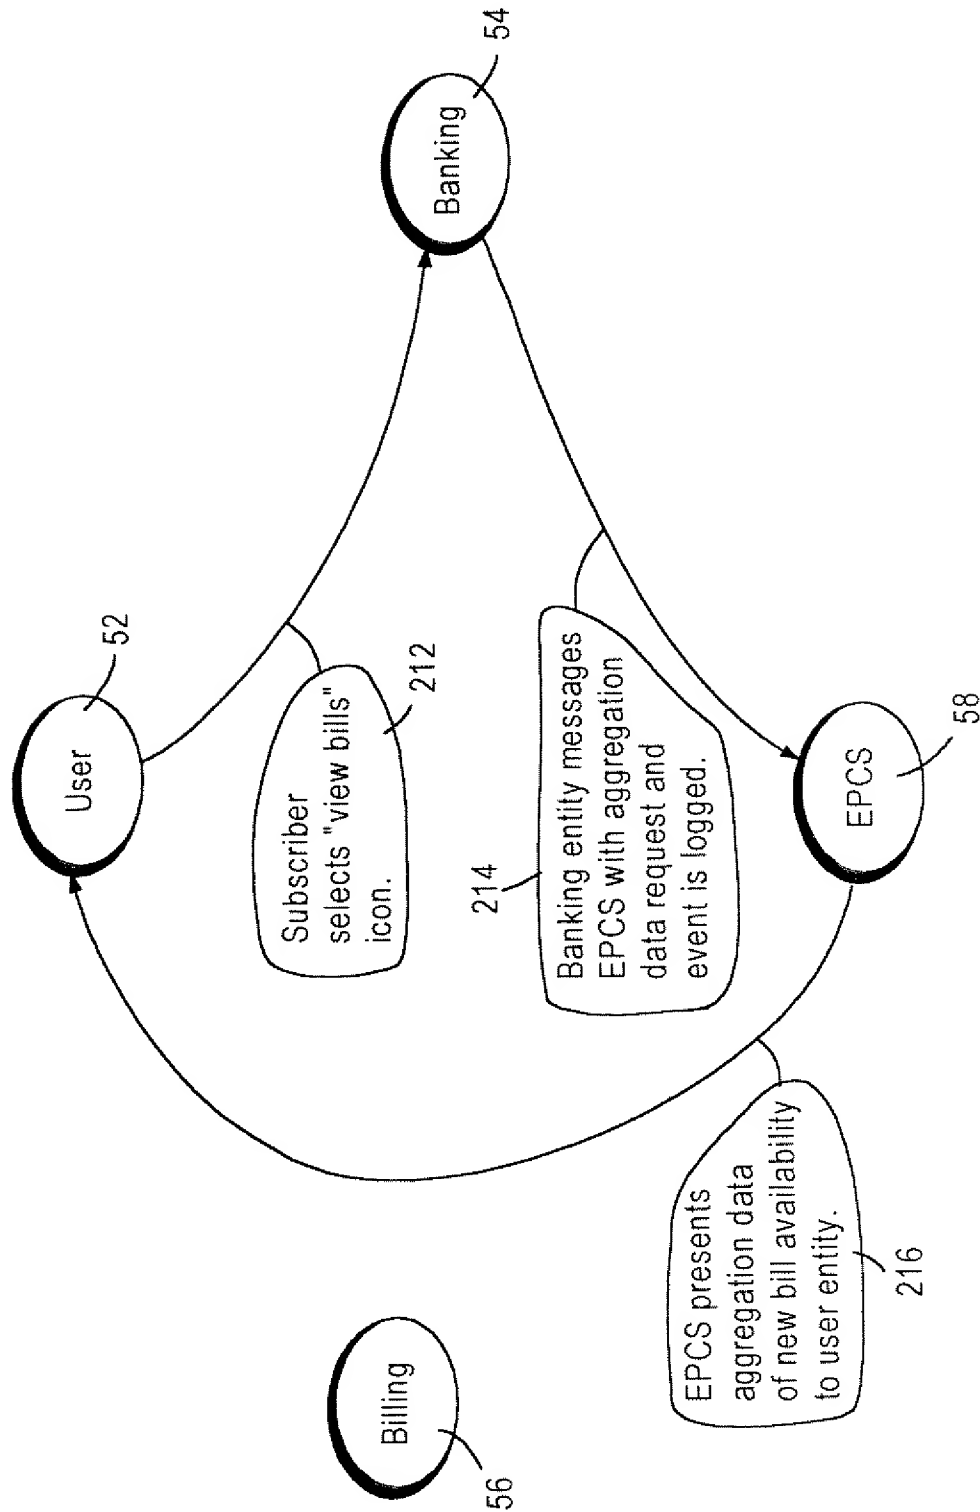 User
52
Banking
54
Subscriber
selects "view bills"
icon.
212
Banking entity messages
EPCS with aggregation
data request and
event is logged.
214
EPCS
58
EPCS presents
aggregation data
of new bill availability
to user entity.
216
Billing
56